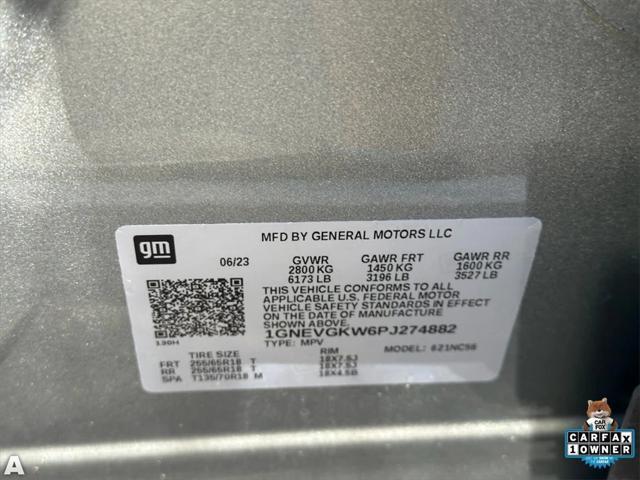 gm
MFD BY GENERAL MOTORS LLC
06/23 GVWR GAWR FRT GAWR RR
2800 KG 1450 KG 1600 KG
6173 LB 3196 LB 3527 LB
THIS VEHICLE CONFORMS TO ALL
APPLICABLE U.S. FEDERAL MOTOR
VEHICLE SAFETY STANDARDS IN EFFECT
ON THE DATE OF MANUFACTURE
SHOWN ABOVE.
1GNEVGKW6PJ274882
TYPE: MPV MODEL: 621NC56
TIRE SIZE RIM
FRT 255/65R18 T 18X7.5J
RR 255/65R18 T 18X7.5J
SPA T135/70R18 M 18X4.5B
A
CAR
FOX
CARFAX
1 OWNER